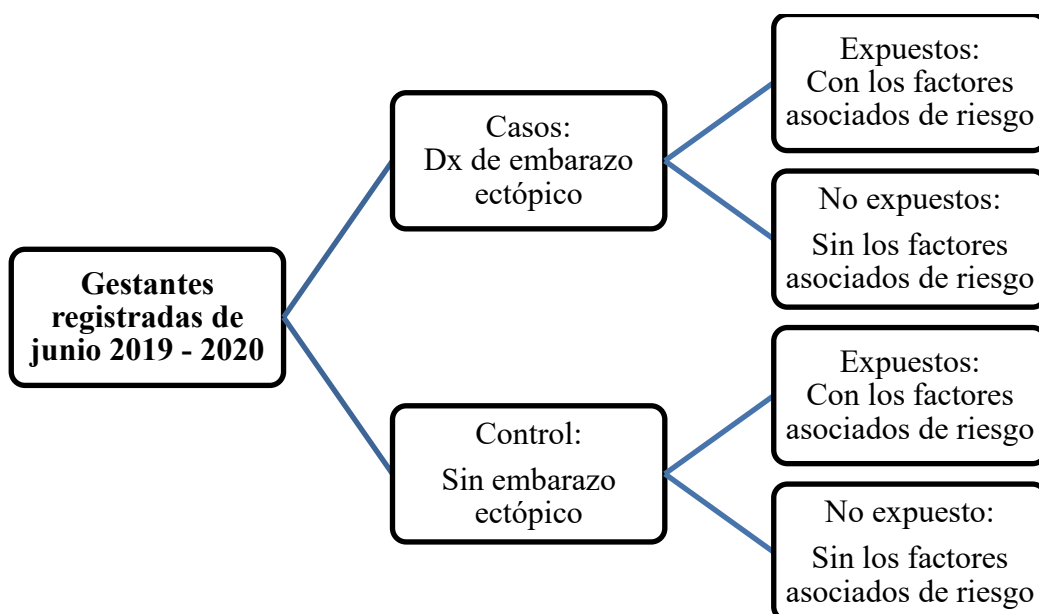 Gestantes
registradas de
junio 2019 - 2020
Casos:
Dx de embarazo
ectópico
Expuestos:
Con los factores
asociados de riesgo
No expuestos:
Sin los factores
asociados de riesgo
Control:
Sin embarazo
ectópico
Expuestos:
Con los factores
asociados de riesgo
No expuesto:
Sin los factores
asociados de riesgo